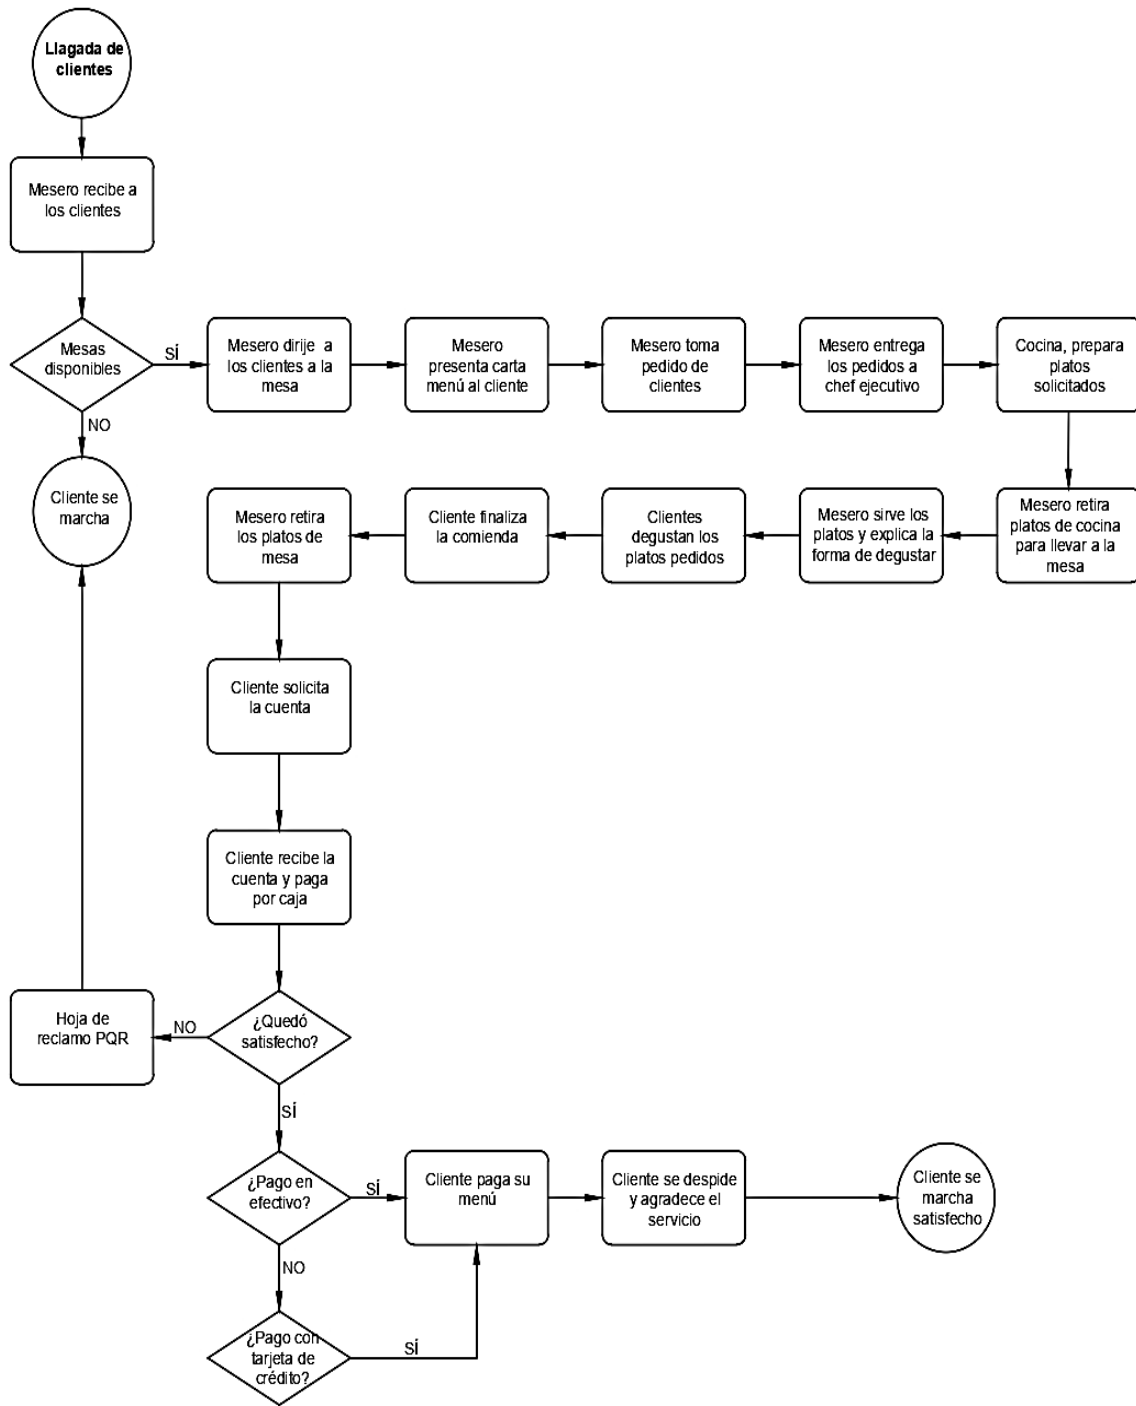 Llagada de
clientes
Mesero recibe a
los clientes
Mesas
disponibles
SÍ
NO
Mesero dirije a
los clientes a la
mesa
Mesero
presenta carta
menú al cliente
Mesero toma
pedido de
clientes
Mesero entrega
los pedidos a
chef ejecutivo
Cocina, prepara
platos
solicitados
Cliente se
marcha
Mesero retira
platos de cocina
para llevar a la
mesa
Mesero sirve los
platos y explica la
forma de degustar
Clientes
degustan los
platos pedidos
Cliente finaliza
la comienda
Mesero retira
los platos de
mesa
Cliente solicita
la cuenta
Cliente recibe la
cuenta y paga
por caja
¿Quedó
satisfecho?
NO
Hoja de
reclamo PQR
SÍ
¿Pago en
efectivo?
SÍ
Cliente paga su
menú
Cliente se despide
y agradece el
servicio
Cliente se
marcha
satisfecho
NO
¿Pago con
tarjeta de
crédito?
SÍ